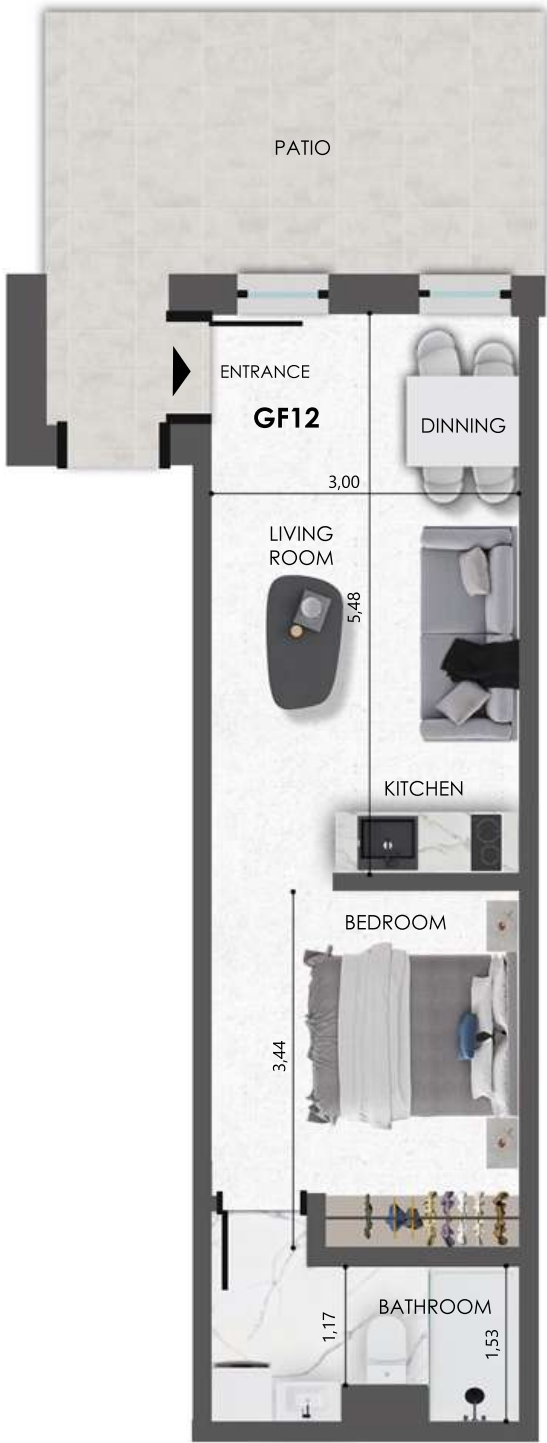 PATIO
ENTRANCE
GF12
DINNING
3,00
LIVING
ROOM
5,48
KITCHEN
BEDROOM
3,44
BATHROOM
1,17
1,53